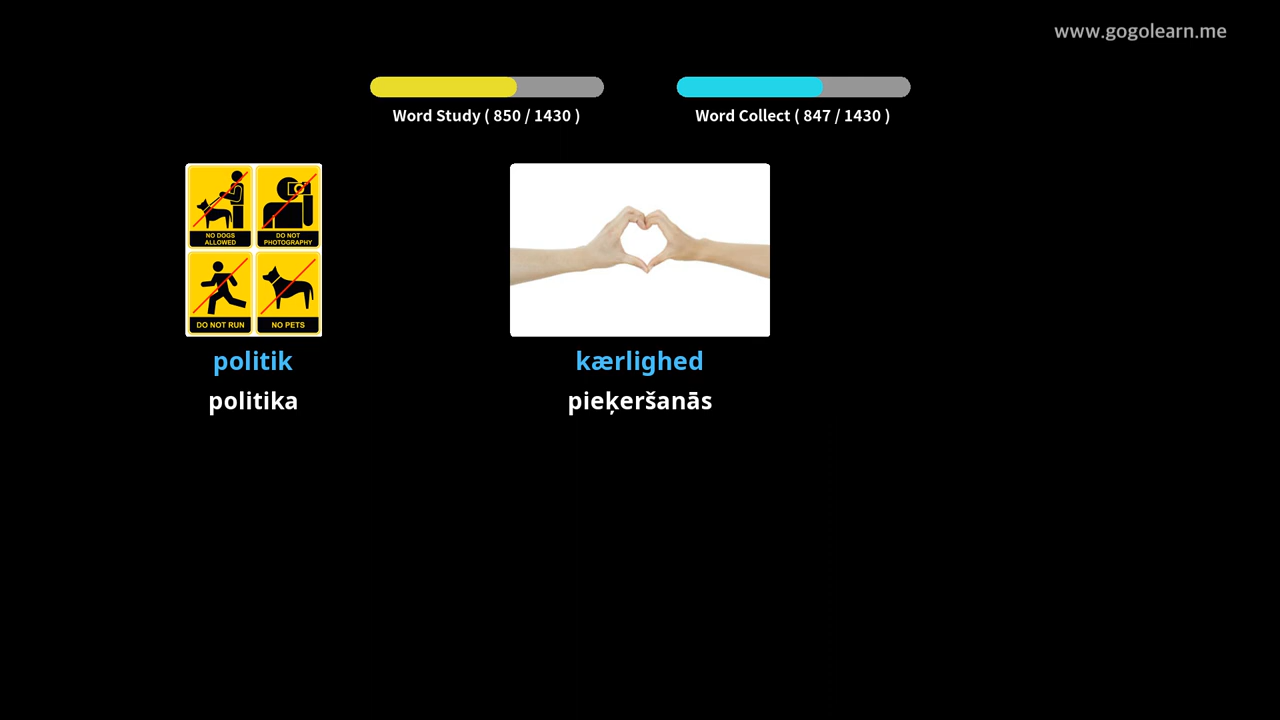 www.gogolearn.me
Word Study ( 850 / 1430 )
Word Collect ( 847 / 1430 )
NO DOGS
ALLOWED
DO NOT
PHOTOGRAPHY
DO NOT RUN
NO PETS
politik
politika
kærlighed
pieķeršanās